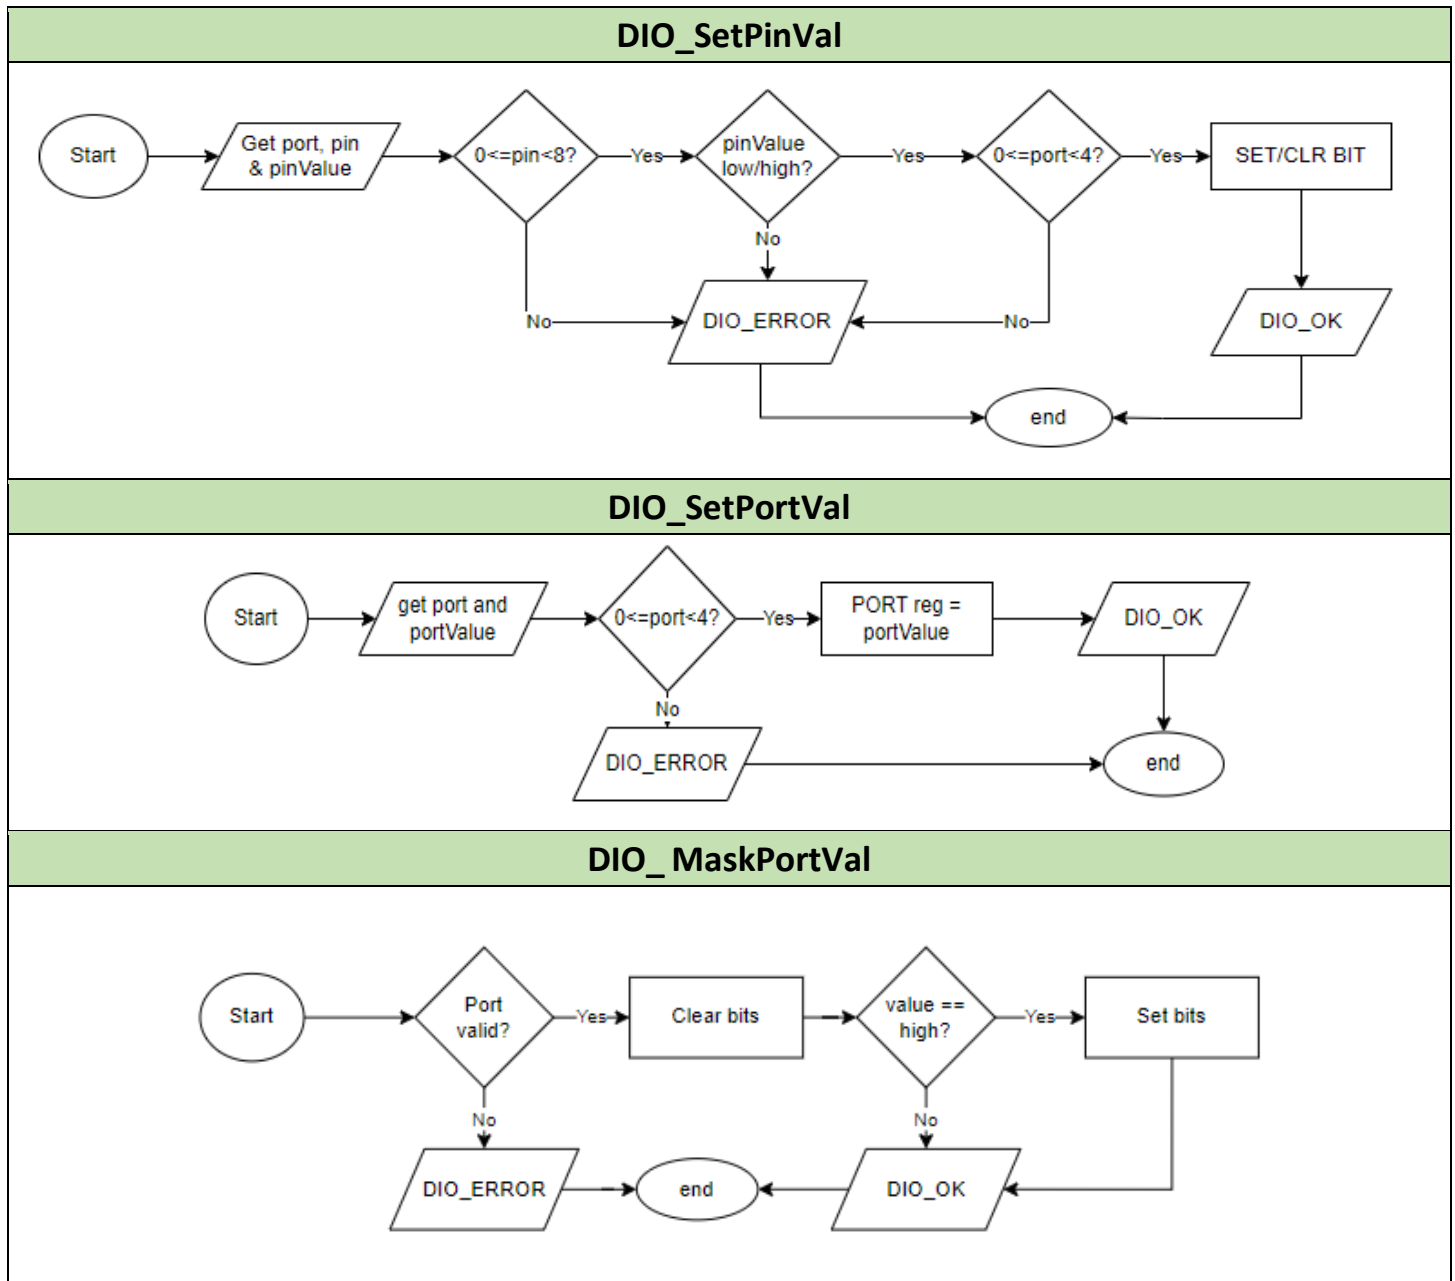 DIO_SetPinVal
Start
Get port, pin
& pinValue
0<=pin<8?
Yes
pinValue
low/high?
Yes
0<=port<4?
Yes
SET/CLR BIT
No
No
DIO_ERROR
No
DIO_OK
end
DIO_SetPortVal
Start
get port and
portValue
0<=port<4?
Yes
PORT reg =
portValue
DIO_OK
No
DIO_ERROR
end
DIO_ MaskPortVal
Start
Port
valid?
Yes
Clear bits
value ==
high?
Yes
Set bits
No
No
DIO_ERROR
end
DIO_OK